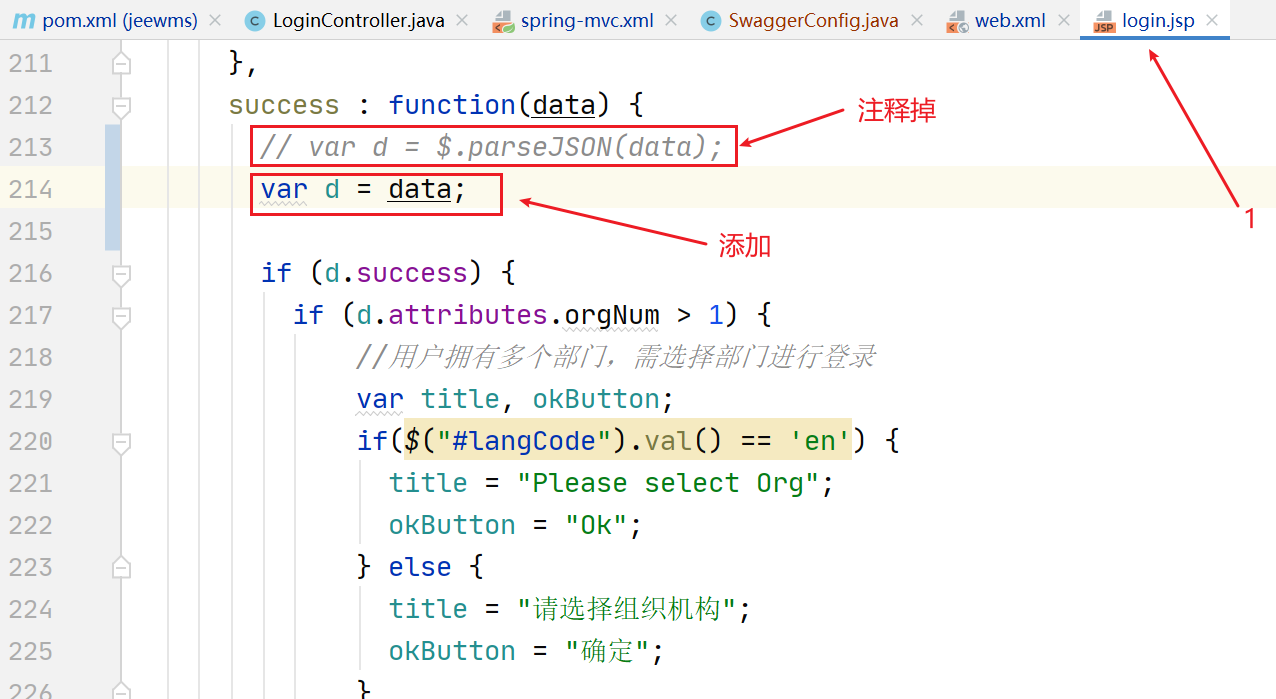 pom.xml (jeewms) LoginController.java spring-mvc.xml SwaggerConfig.java web.xml login.jsp
211 },
212 success : function(data) { 注释掉
213 // var d = $.parseJSON(data);
214 var d = data; 1
215 添加
216 if (d.success) {
217 if (d.attributes.orgNum > 1) {
218 //用户拥有多个部门，需选择部门进行登录
219 var title, okButton;
220 if($("#langCode").val() == 'en') {
221 title = "Please select Org";
222 okButton = "Ok";
223 } else {
224 title = "请选择组织机构";
225 okButton = "确定";
226 }